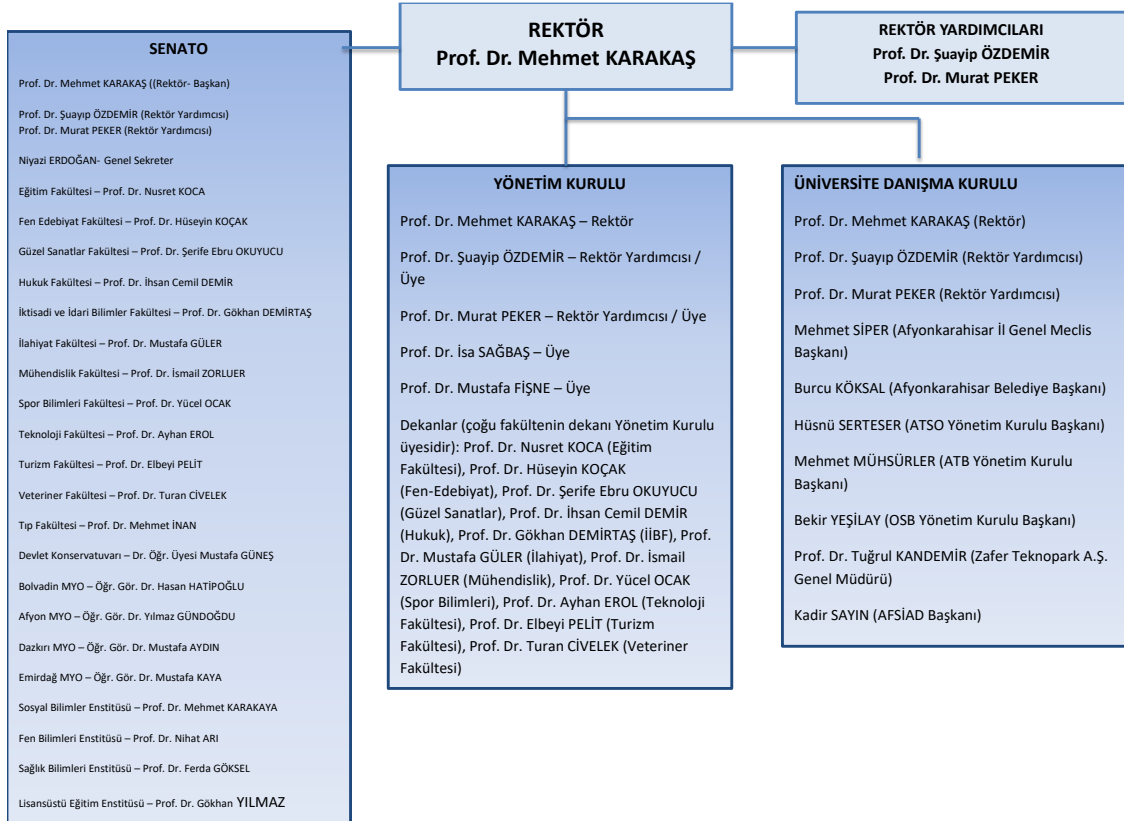 REKTÖR
Prof. Dr. Mehmet KARAKAŞ
REKTÖR YARDIMCILARI
Prof. Dr. Şuayip ÖZDEMİR
Prof. Dr. Murat PEKER
SENATO
Prof. Dr. Mehmet KARAKAŞ ((Rektör- Başkan)
Prof. Dr. Şuayıp ÖZDEMİR (Rektör Yardımcısı)
Prof. Dr. Murat PEKER (Rektör Yardımcısı)
Niyazi ERDOĞAN- Genel Sekreter
Eğitim Fakültesi – Prof. Dr. Nusret KOCA
Fen Edebiyat Fakültesi – Prof. Dr. Hüseyin KOÇAK
Güzel Sanatlar Fakültesi – Prof. Dr. Şerife Ebru OKUYUCU
Hukuk Fakültesi – Prof. Dr. İhsan Cemil DEMİR
İktisadi ve İdari Bilimler Fakültesi – Prof. Dr. Gökhan DEMİRTAŞ
İlahiyat Fakültesi – Prof. Dr. Mustafa GÜLER
Mühendislik Fakültesi – Prof. Dr. İsmail ZORLUER
Spor Bilimleri Fakültesi – Prof. Dr. Yücel OCAK
Teknoloji Fakültesi – Prof. Dr. Ayhan EROL
Turizm Fakültesi – Prof. Dr. Elbeyi PELİT
Veteriner Fakültesi – Prof. Dr. Turan CİVELEK
Tıp Fakültesi – Prof. Dr. Mehmet İNAN
Devlet Konservatuvarı – Dr. Öğr. Üyesi Mustafa GÜNEŞ
Bolvadin MYO – Öğr. Gör. Dr. Hasan HATİPOĞLU
Afyon MYO – Öğr. Gör. Dr. Yılmaz GÜNDOĞDU
Dazkırı MYO – Öğr. Gör. Dr. Mustafa AYDIN
Emirdağ MYO – Öğr. Gör. Dr. Mustafa KAYA
Sosyal Bilimler Enstitüsü – Prof. Dr. Mehmet KARAKAYA
Fen Bilimleri Enstitüsü – Prof. Dr. Nihat ARI
Sağlık Bilimleri Enstitüsü – Prof. Dr. Ferda GÖKSEL
Lisansüstü Eğitim Enstitüsü – Prof. Dr. Gökhan YILMAZ
YÖNETİM KURULU
Prof. Dr. Mehmet KARAKAŞ – Rektör
Prof. Dr. Şuayip ÖZDEMİR – Rektör Yardımcısı /
Üye
Prof. Dr. Murat PEKER – Rektör Yardımcısı / Üye
Prof. Dr. İsa SAĞBAŞ – Üye
Prof. Dr. Mustafa FİŞNE – Üye
Dekanlar (çoğu fakültenin dekanı Yönetim Kurulu
üyesidir): Prof. Dr. Nusret KOCA (Eğitim
Fakültesi), Prof. Dr. Hüseyin KOÇAK
(Fen-Edebiyat), Prof. Dr. Şerife Ebru OKUYUCU
(Güzel Sanatlar), Prof. Dr. İhsan Cemil DEMİR
(Hukuk), Prof. Dr. Gökhan DEMİRTAŞ (İİBF), Prof.
Dr. Mustafa GÜLER (İlahiyat), Prof. Dr. İsmail
ZORLUER (Mühendislik), Prof. Dr. Yücel OCAK
(Spor Bilimleri), Prof. Dr. Ayhan EROL (Teknoloji
Fakültesi), Prof. Dr. Elbeyi PELİT (Turizm
Fakültesi), Prof. Dr. Turan CİVELEK (Veteriner
Fakültesi)
ÜNİVERSİTE DANIŞMA KURULU
Prof. Dr. Mehmet KARAKAŞ (Rektör)
Prof. Dr. Şuayıp ÖZDEMİR (Rektör Yardımcısı)
Prof. Dr. Murat PEKER (Rektör Yardımcısı)
Mehmet SİPER (Afyonkarahisar İl Genel Meclis
Başkanı)
Burcu KÖKSAL (Afyonkarahisar Belediye Başkanı)
Hüsnü SERTESER (ATSO Yönetim Kurulu Başkanı)
Mehmet MÜHSÜRLER (ATB Yönetim Kurulu
Başkanı)
Bekir YEŞİLAY (OSB Yönetim Kurulu Başkanı)
Prof. Dr. Tuğrul KANDEMİR (Zafer Teknopark A.Ş.
Genel Müdürü)
Kadir SAYIN (AFSİAD Başkanı)